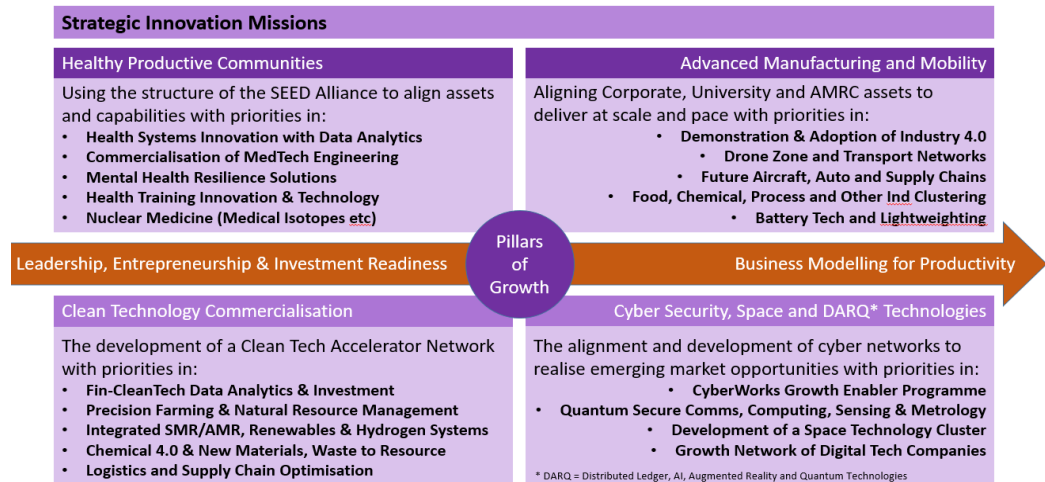 Strategic Innovation Missions
Healthy Productive Communities
Using the structure of the SEED Alliance to align assets
and capabilities with priorities in:
• Health Systems Innovation with Data Analytics
• Commercialisation of MedTech Engineering
• Mental Health Resilience Solutions
• Health Training Innovation & Technology
• Nuclear Medicine (Medical Isotopes etc)
Advanced Manufacturing and Mobility
Aligning Corporate, University and AMRC assets to
deliver at scale and pace with priorities in:
• Demonstration & Adoption of Industry 4.0
• Drone Zone and Transport Networks
• Future Aircraft, Auto and Supply Chains
• Food, Chemical, Process and Other Ind Clustering
• Battery Tech and Lightweighting
Leadership, Entrepreneurship & Investment Readiness
Pillars
of
Growth
Business Modelling for Productivity
Clean Technology Commercialisation
The development of a Clean Tech Accelerator Network
with priorities in:
• Fin-CleanTech Data Analytics & Investment
• Precision Farming & Natural Resource Management
• Integrated SMR/AMR, Renewables & Hydrogen Systems
• Chemical 4.0 & New Materials, Waste to Resource
• Logistics and Supply Chain Optimisation
Cyber Security, Space and DARQ* Technologies
The alignment and development of cyber networks to
realise emerging market opportunities with priorities in:
• CyberWorks Growth Enabler Programme
• Quantum Secure Comms, Computing, Sensing & Metrology
• Development of a Space Technology Cluster
• Growth Network of Digital Tech Companies
* DARQ = Distributed Ledger, AI, Augmented Reality and Quantum Technologies